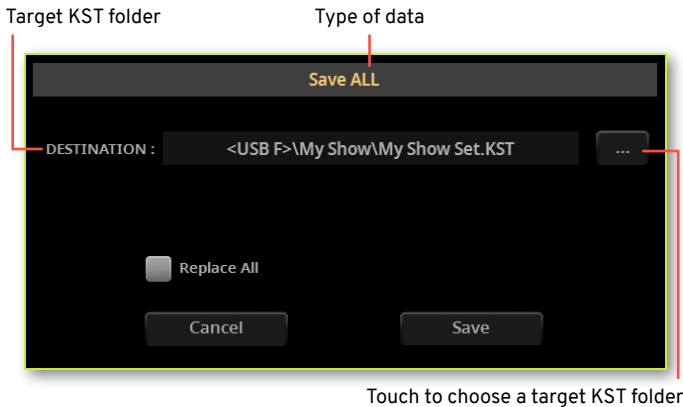 Target KST folder
Type of data
Save ALL
DESTINATION :
<USB F>\My Show\My Show Set.KST
...
Replace All
Cancel
Save
Touch to choose a target KST folder